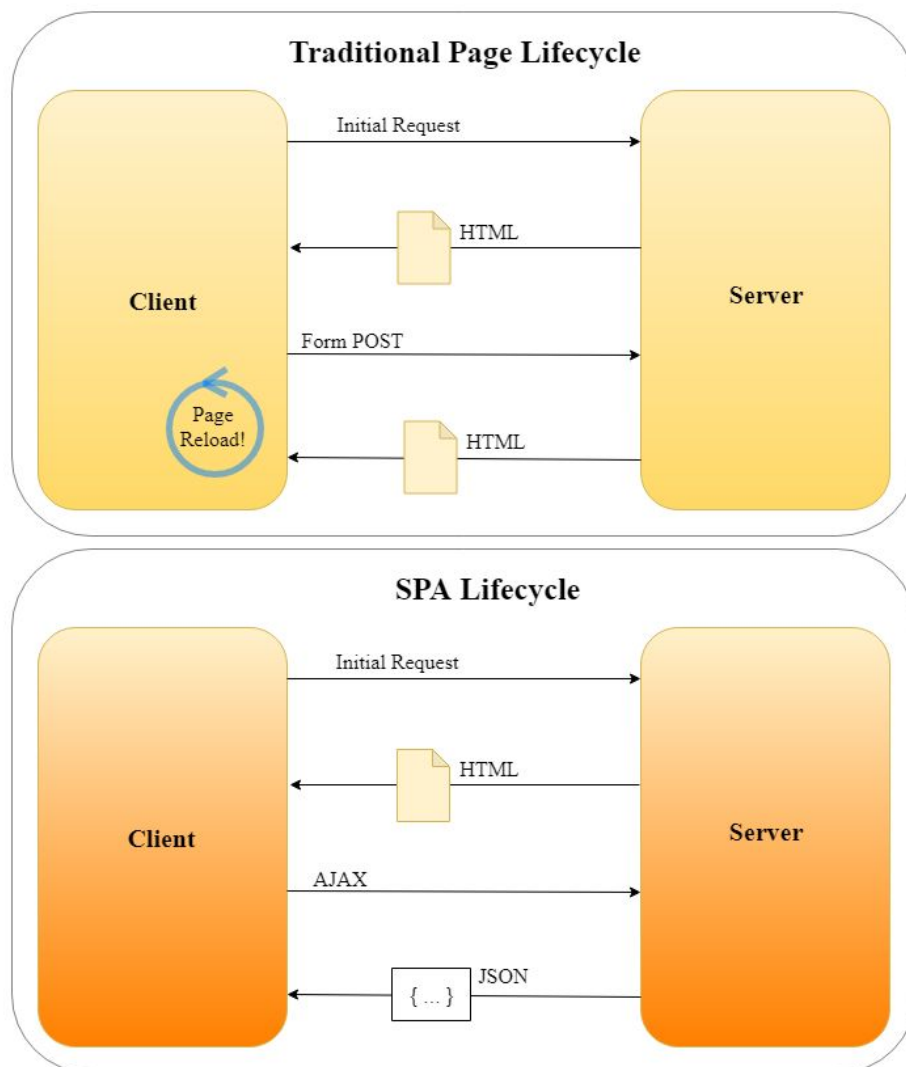 Traditional Page Lifecycle
Initial Request
HTML
Client
Server
Form POST
Page
Reload!
HTML
SPA Lifecycle
Initial Request
HTML
Client
Server
AJAX
JSON
{ ... }